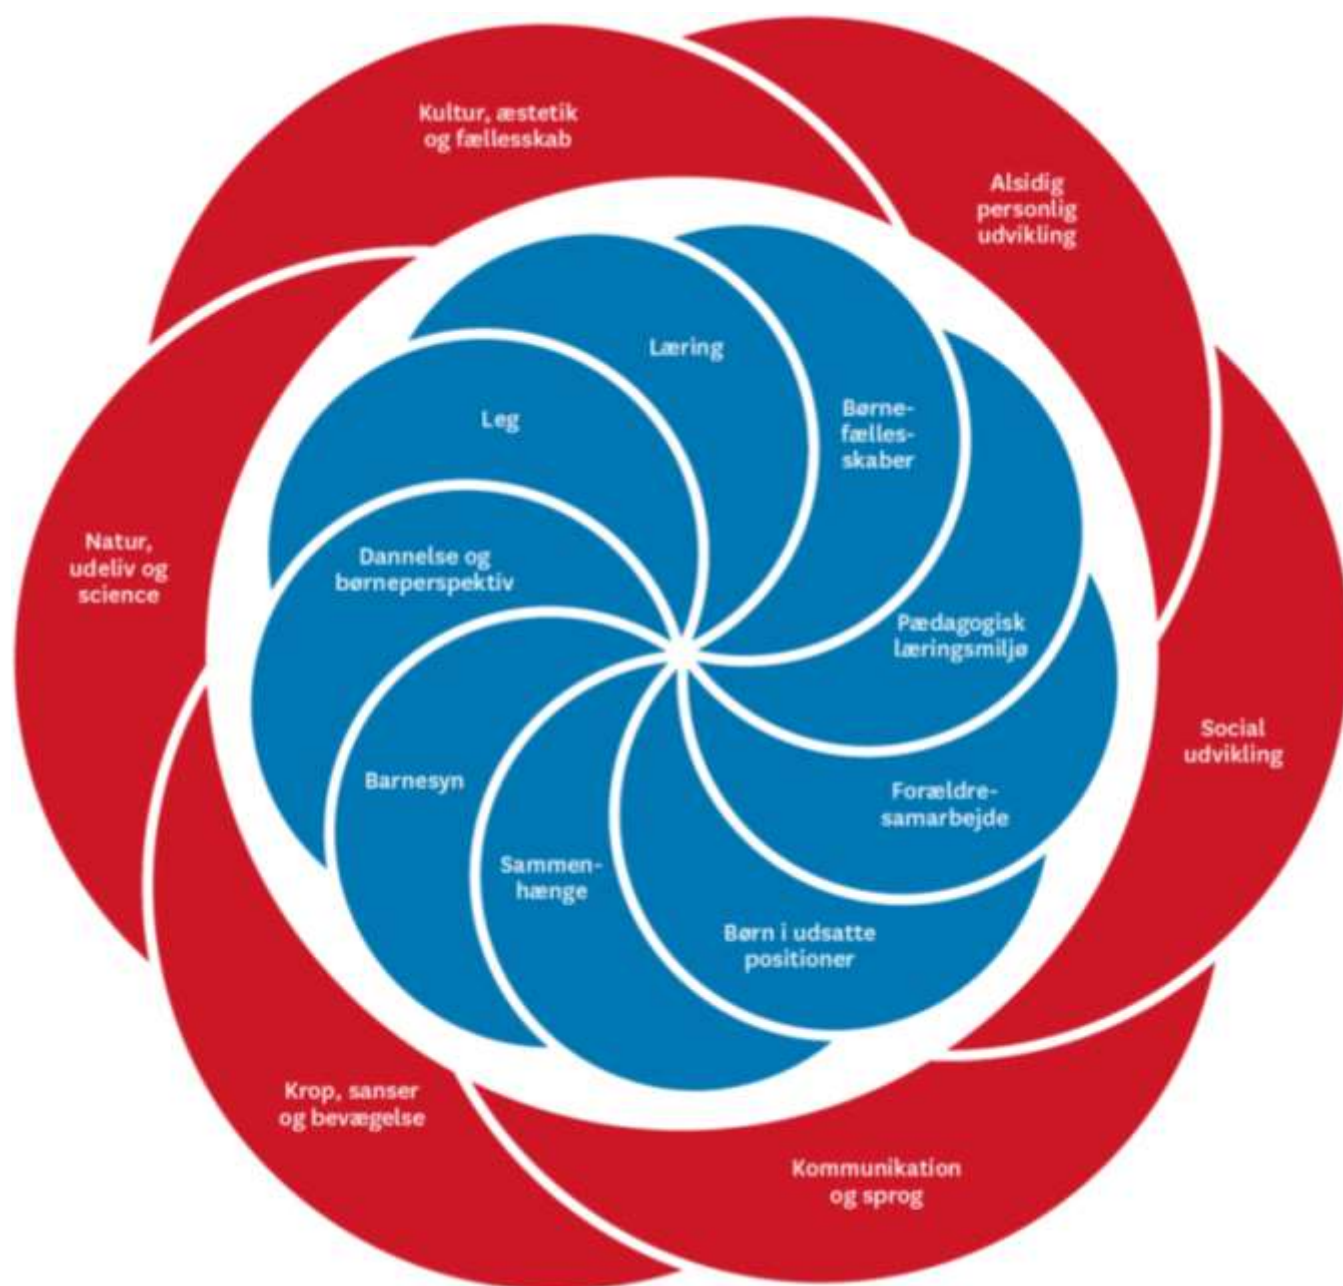 Kultur, æstetik
og fællesskab
Alsidig
personlig
udvikling
Læring
Børne-
fælles-
skaber
Leg
Natur,
udeliv og
science
Dannelse og
børneperspektiv
Pædagogisk
læringsmiljø
Social
udvikling
Barnesyn
Forældre-
samarbejde
Sammen-
hænge
Børn i udsatte
positioner
Krop, sanser
og bevægelse
Kommunikation
og sprog